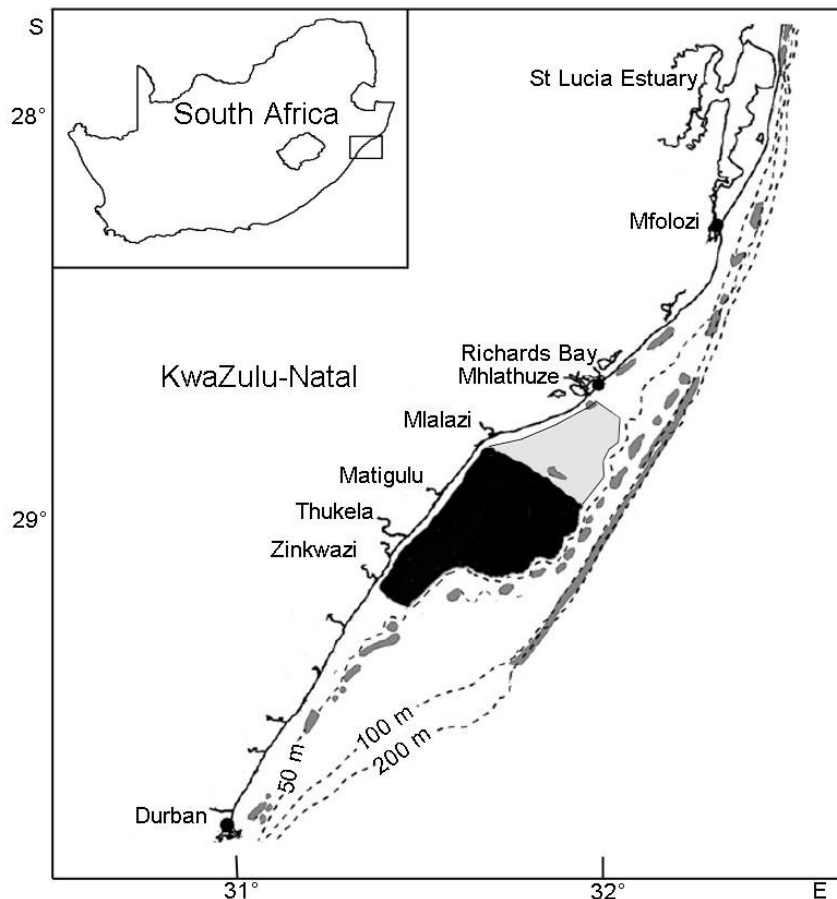 S
28°
29°
South Africa
St Lucia Estuary
Mfolozi
Richards Bay
Mhlathuze
KwaZulu-Natal
Mlalazi
Matigulu
Thukela
Zinkwazi
100 m
200 m
50 m
Durban
31°
32°
E